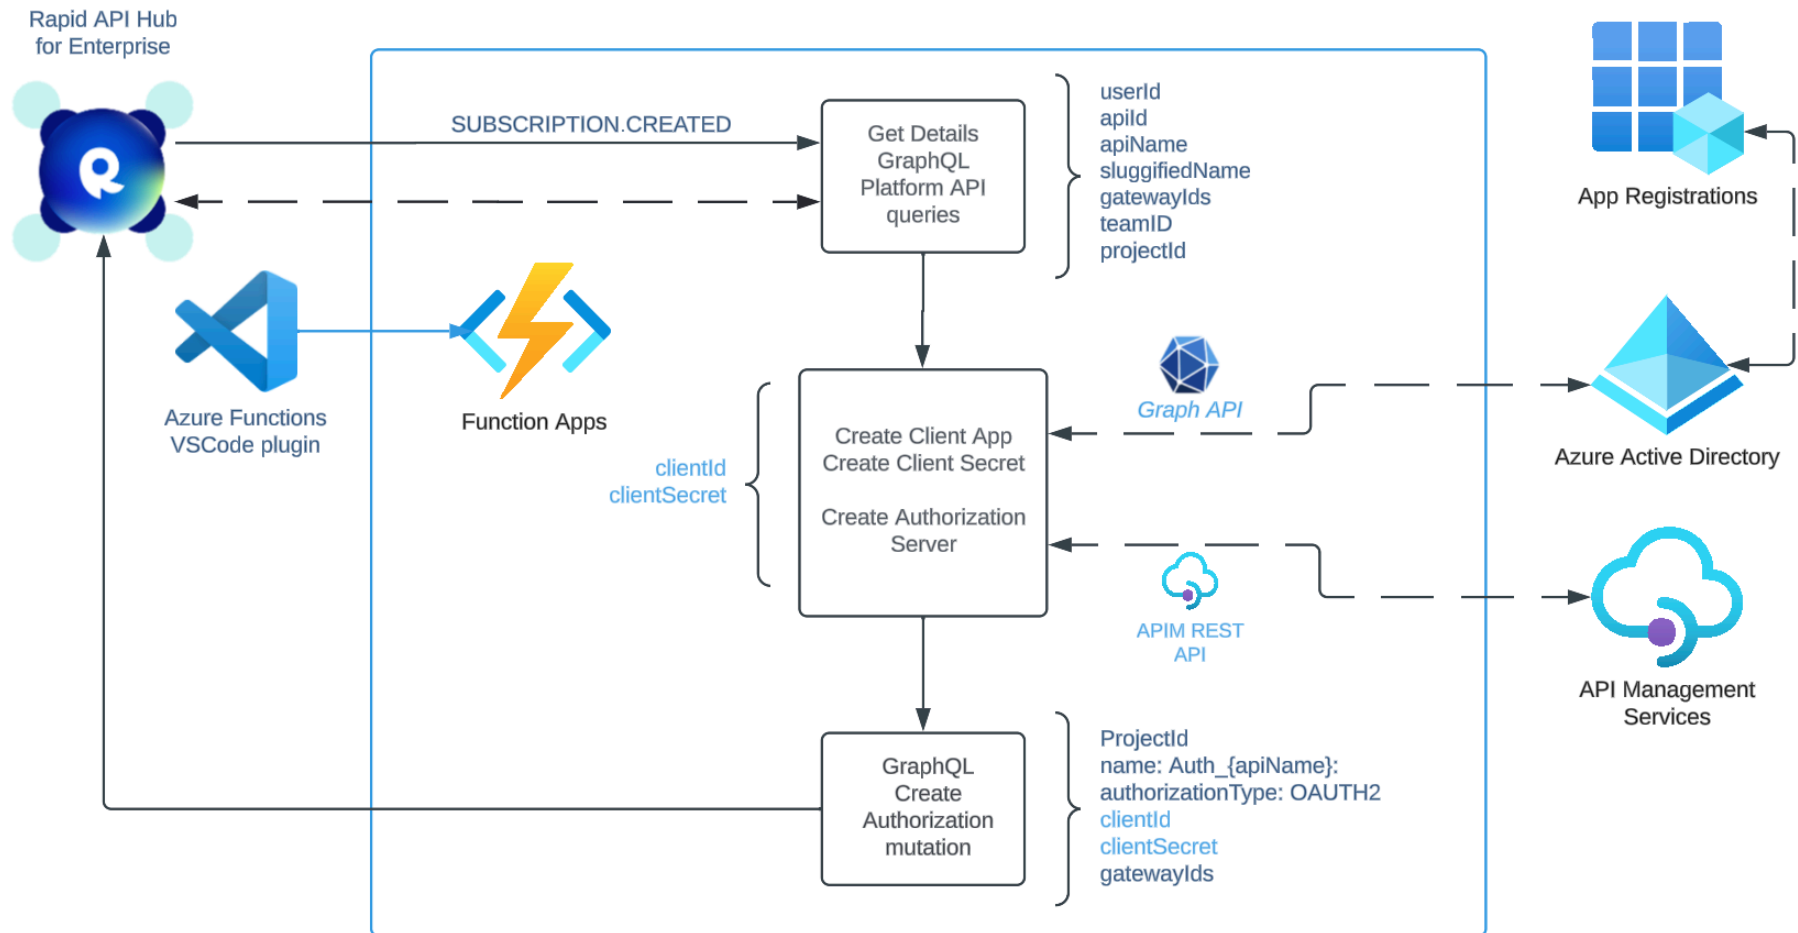 Rapid API Hub
for Enterprise
SUBSCRIPTION.CREATED
Get Details
GraphQL
Platform API
queries
userId
apiId
apiName
sluggifiedName
gatewayIds
teamID
projectId
App Registrations
Azure Functions
VSCode plugin
Function Apps
clientId
clientSecret
Create Client App
Create Client Secret
Create Authorization
Server
Graph API
Azure Active Directory
APIM REST
API
API Management
Services
GraphQL
Create
Authorization
mutation
ProjectId
name: Auth_{apiName}:
authorizationType: OAUTH2
clientId
clientSecret
gatewayIds